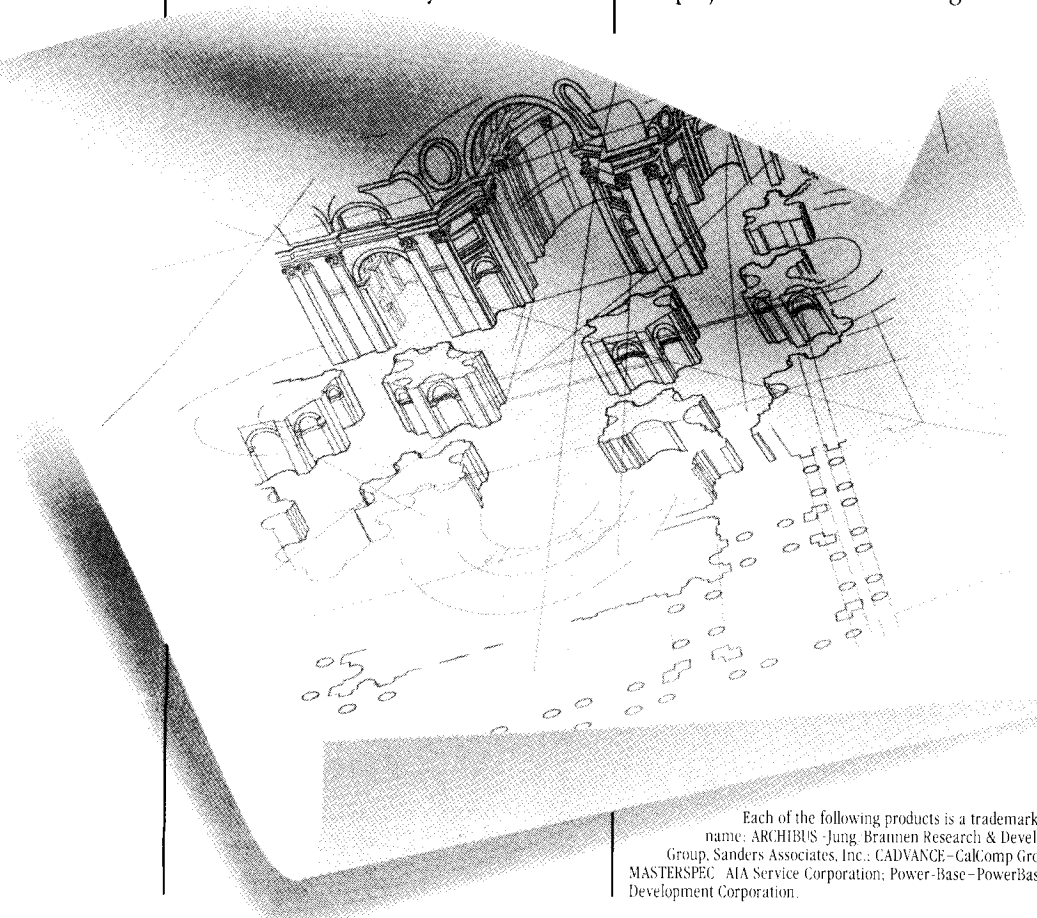 Each of the following products is a trademark
name: ARCHIBUS -Jung/Brannen Research & Devel
Group, Sanders Associates, Inc.; CADVANCE-CalComp Gro
MASTERSPEC AIA Service Corporation; Power-Base-PowerBas
Development Corporation.